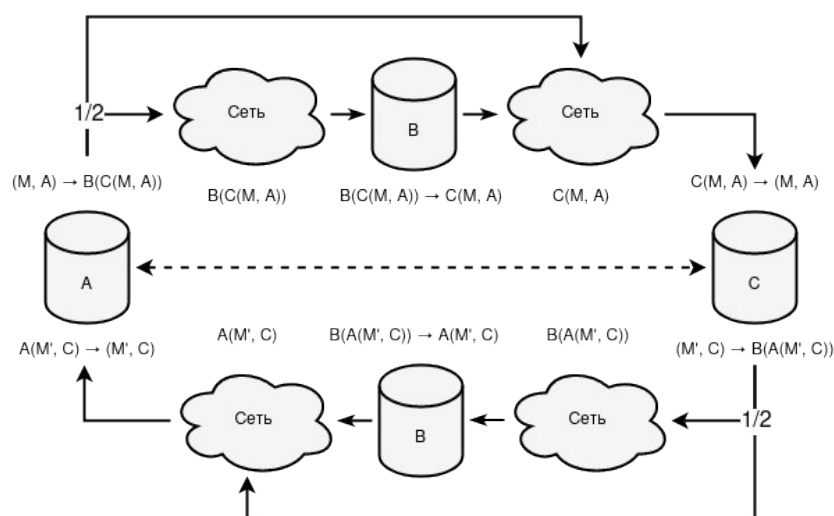 1/2
Сеть
B
Сеть
(M, A) → B(C(M, A))
B(C(M, A))
B(C(M, A)) → C(M, A)
C(M, A)
C(M, A) → (M, A)
A
C
A(M', C) → (M', C)
A(M', C)
B(A(M', C)) → A(M', C)
B(A(M', C))
(M', C) → B(A(M', C))
Сеть
B
Сеть
1/2